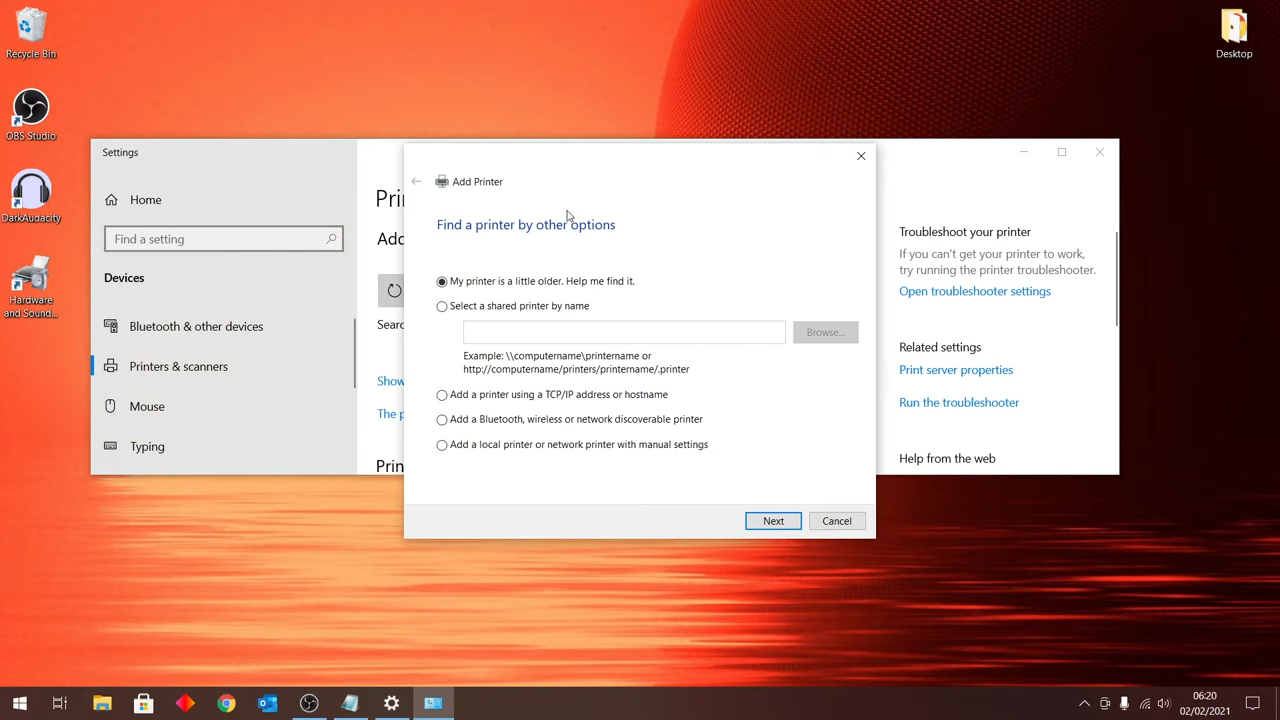 Recycle Bin
OBS Studio
DarkAudacity
Hardware
and Sound...
Desktop
Settings
Home
Find a setting
Devices
Bluetooth & other devices
Printers & scanners
Mouse
Typing
Pri
Add
Searc
Show
The p
Prin
Add Printer
Find a printer by other options
My printer is a little older. Help me find it.
Select a shared printer by name
Browse...
Example: \\computername\printername or
http://computername/printers/printername/.printer
Add a printer using a TCP/IP address or hostname
Add a Bluetooth, wireless or network discoverable printer
Add a local printer or network printer with manual settings
Next
Cancel
Troubleshoot your printer
If you can't get your printer to work,
try running the printer troubleshooter.
Open troubleshooter settings
Related settings
Print server properties
Run the troubleshooter
Help from the web
06:20
02/02/2021